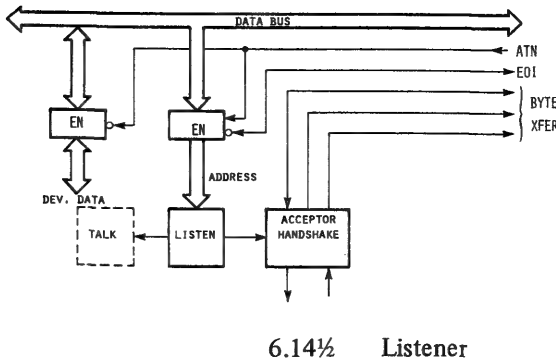 DATA BUS
ATN
EOI
BYTE
XFER
EN
EN
ADDRESS
DEV. DATA
TALK
LISTEN
ACCEPTOR
HANDSHAKE
6.14½ Listener